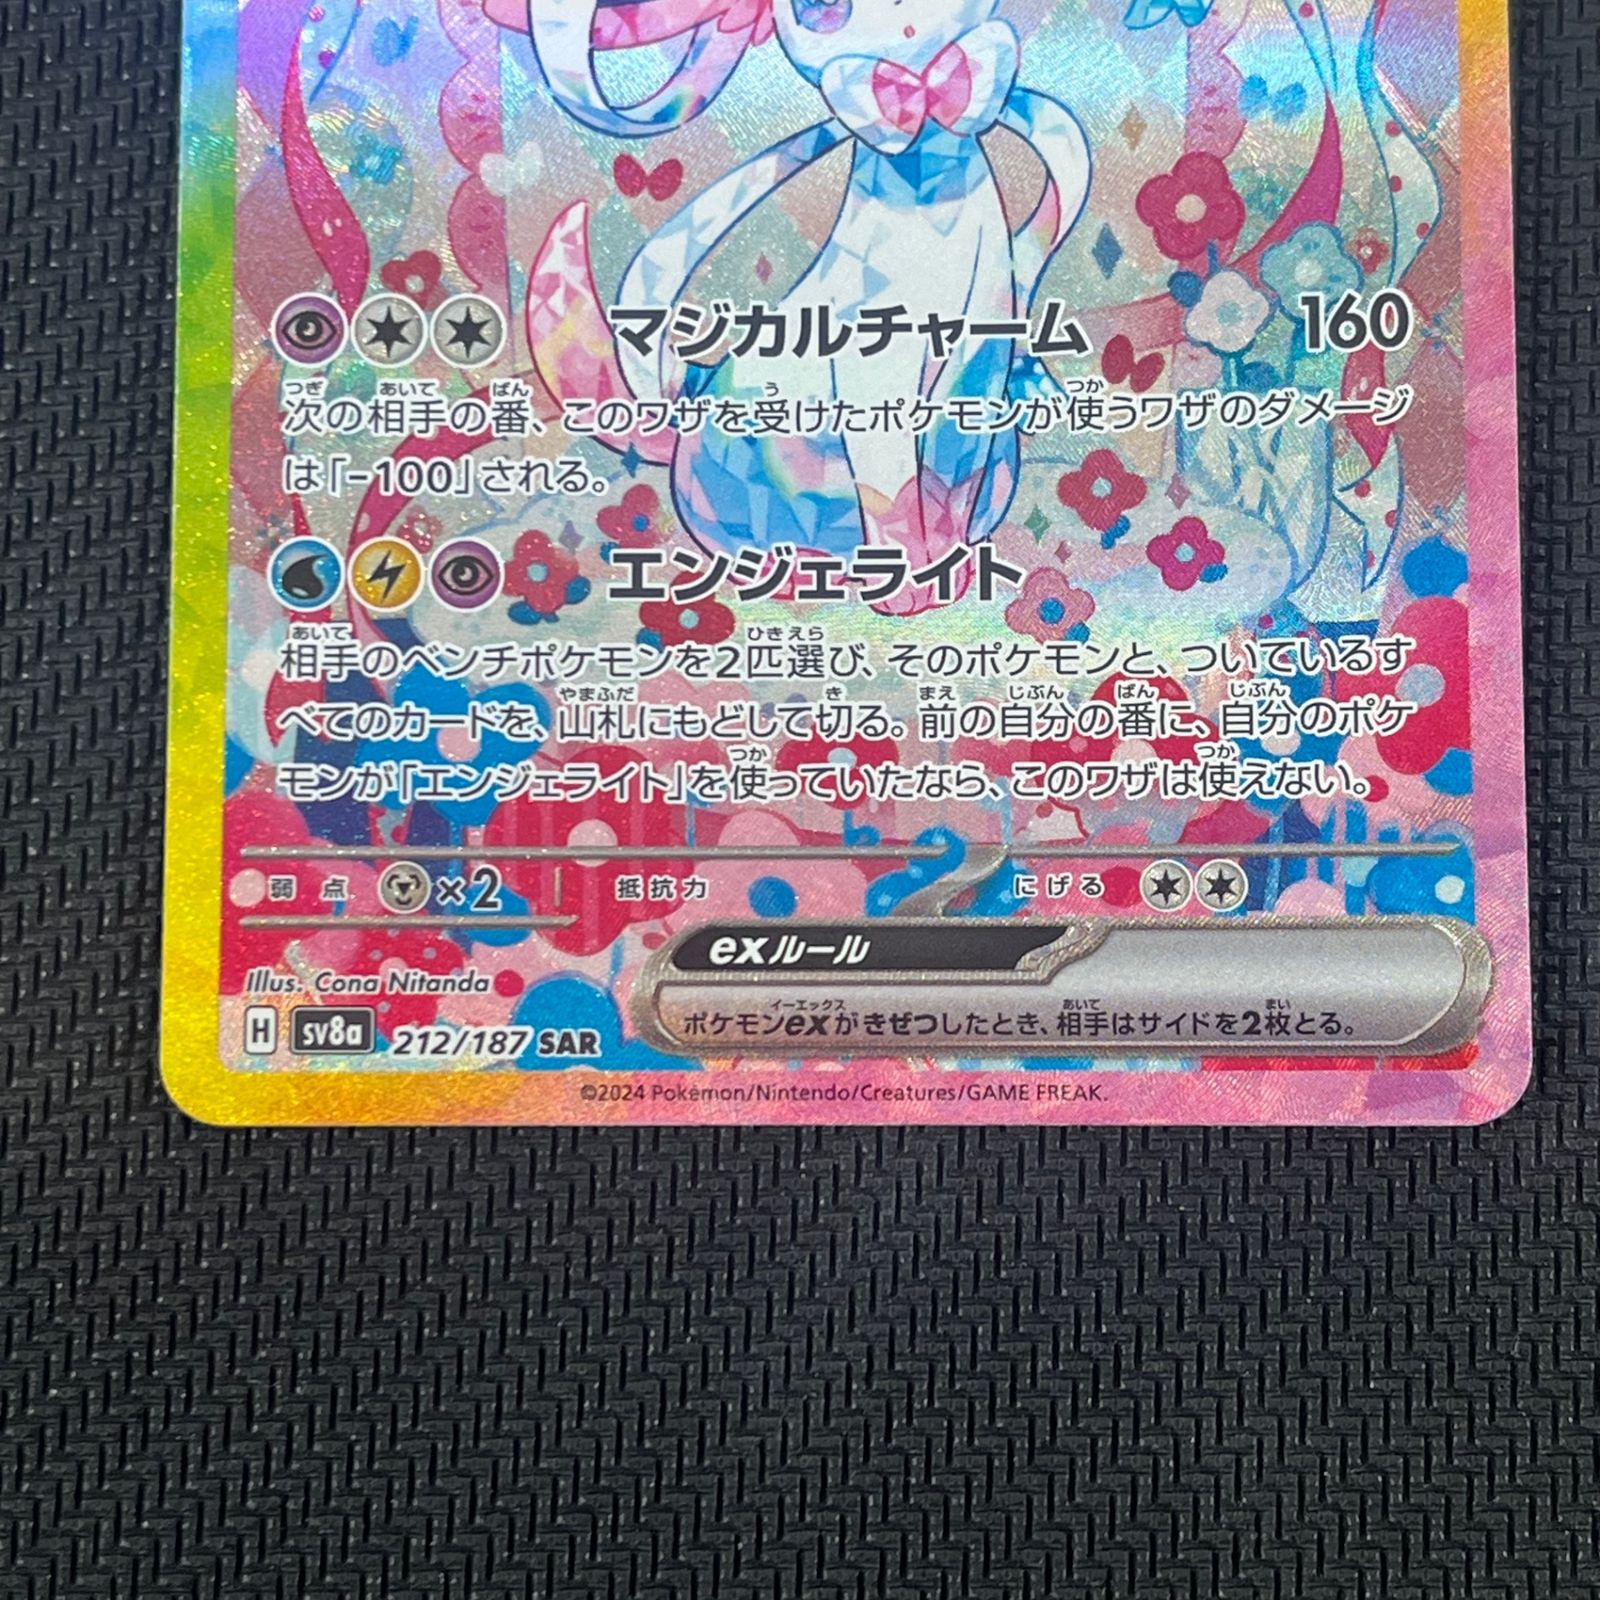 マジカルチャーム 160
次の相手の番、このワザを受けたポケモンが使うワザのダメージ
は「-100」される。
エンジェライト
相手のベンチポケモンを2匹選び、そのポケモンと、ついているす
べてのカードを、山札にもどして切る。前の自分の番に、自分のポケ
モンが「エンジェライト」を使っていたなら、このワザは使えない。
弱点 ×2 抵抗力 にげる
exルール
ポケモンexがきぜつしたとき、相手はサイドを2枚とる。
Illus. Cona Nitanda
H sv8a 212/187 SAR
©2024 Pokémon/Nintendo/Creatures/GAME FREAK.